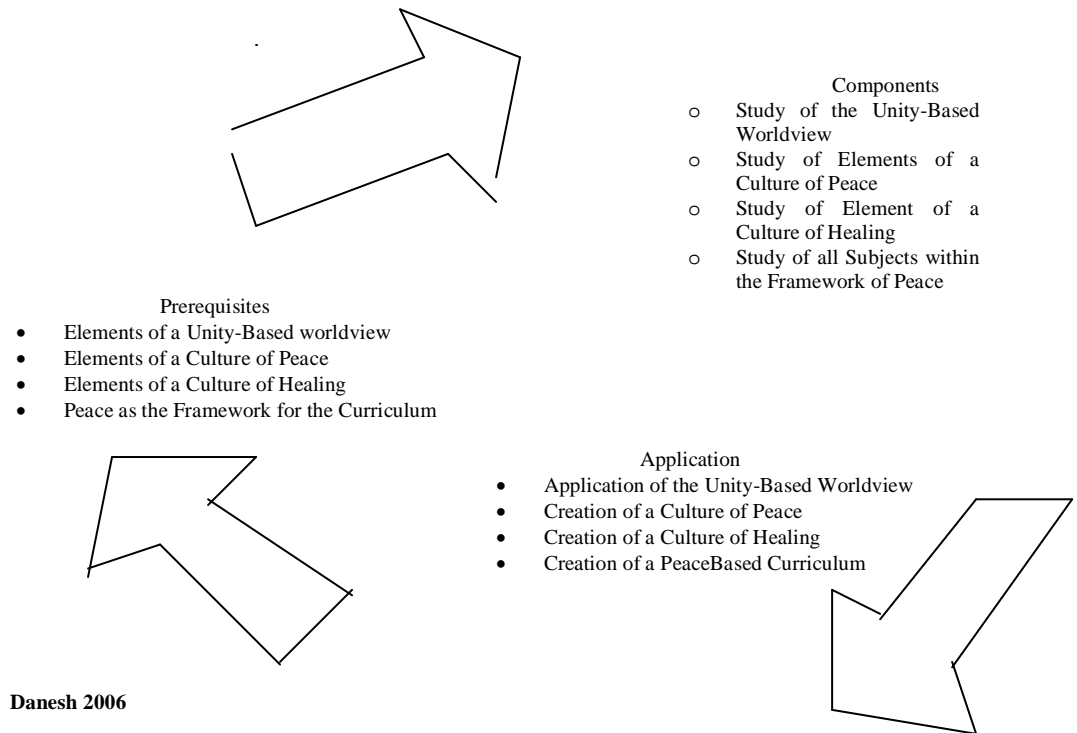 Components
o Study of the Unity-Based
Worldview
o Study of Elements of a
Culture of Peace
o Study of Element of a
Culture of Healing
o Study of all Subjects within
the Framework of Peace
Prerequisites
• Elements of a Unity-Based worldview
• Elements of a Culture of Peace
• Elements of a Culture of Healing
• Peace as the Framework for the Curriculum
Application
• Application of the Unity-Based Worldview
• Creation of a Culture of Peace
• Creation of a Culture of Healing
• Creation of a PeaceBased Curriculum
Danesh 2006